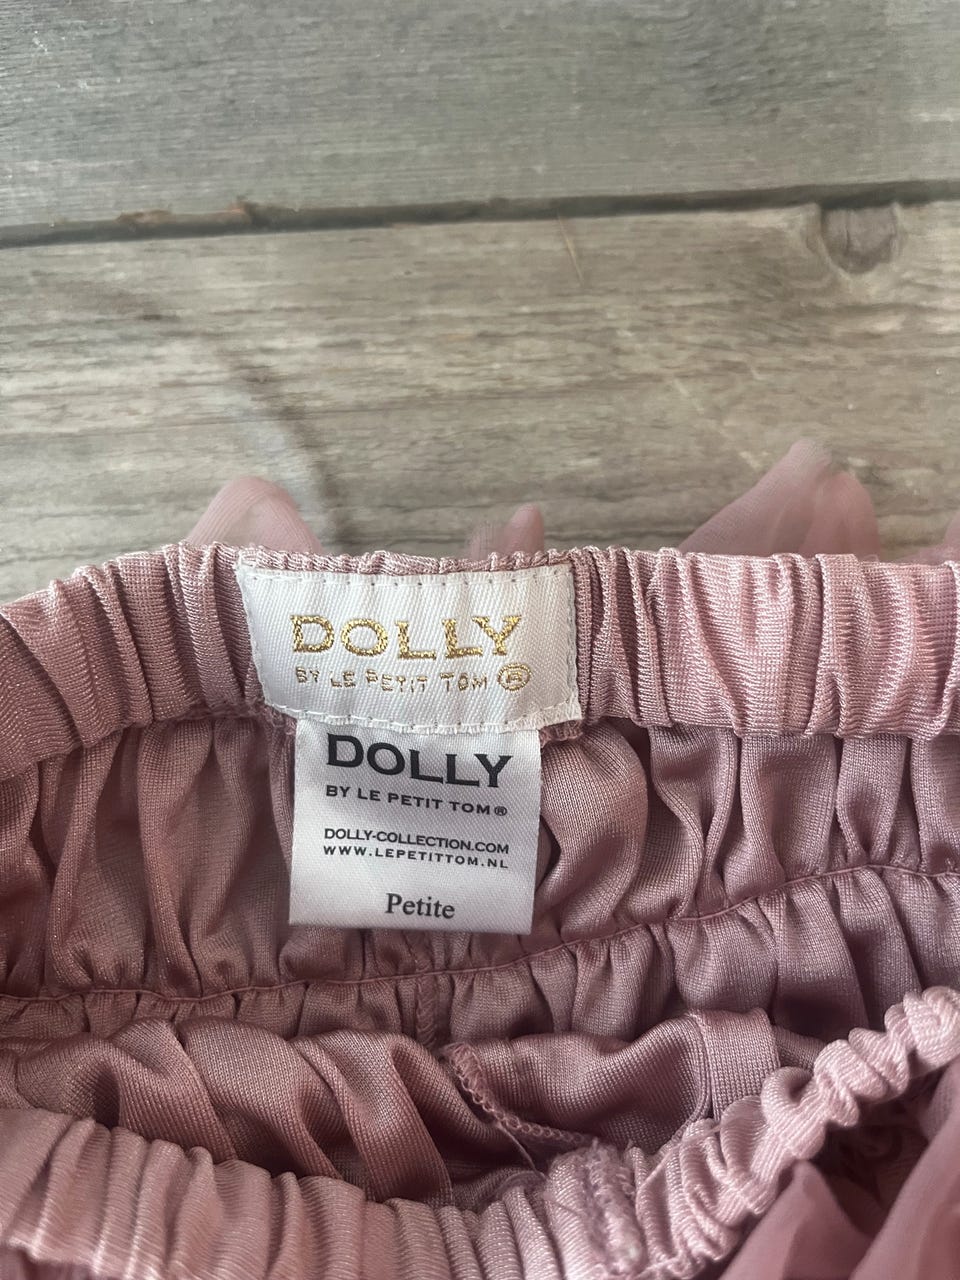 DOLLY
BY LE PETIT TOM ®
DOLLY
BY LE PETIT TOM®
DOLLY-COLLECTION.COM
WWW.LEPETITTOM.NL
Petite